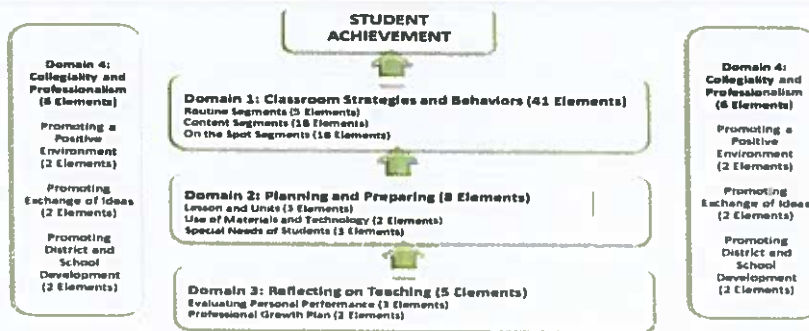 STUDENT
ACHIEVEMENT
Domain 4:
Collegiality and
Professionalism
(6 Elements)
Promoting a
Positive
Environment
(2 Elements)
Promoting
Exchange of Ideas
(2 Elements)
Promoting
District and
School
Development
(2 Elements)
Domain 1: Classroom Strategies and Behaviors (41 Elements)
Routine Segments (5 Elements)
Content Segments (18 Elements)
On the Spot Segments (18 Elements)
Domain 2: Planning and Preparing (8 Elements)
Lesson and Units (3 Elements)
Use of Materials and Technology (2 Elements)
Special Needs of Students (3 Elements)
Domain 3: Reflecting on Teaching (5 Elements)
Evaluating Personal Performance (3 Elements)
Professional Growth Plan (2 Elements)
Domain 4:
Collegiality and
Professionalism
(6 Elements)
Promoting a
Positive
Environment
(2 Elements)
Promoting
Exchange of Ideas
(2 Elements)
Promoting
District and
School
Development
(2 Elements)